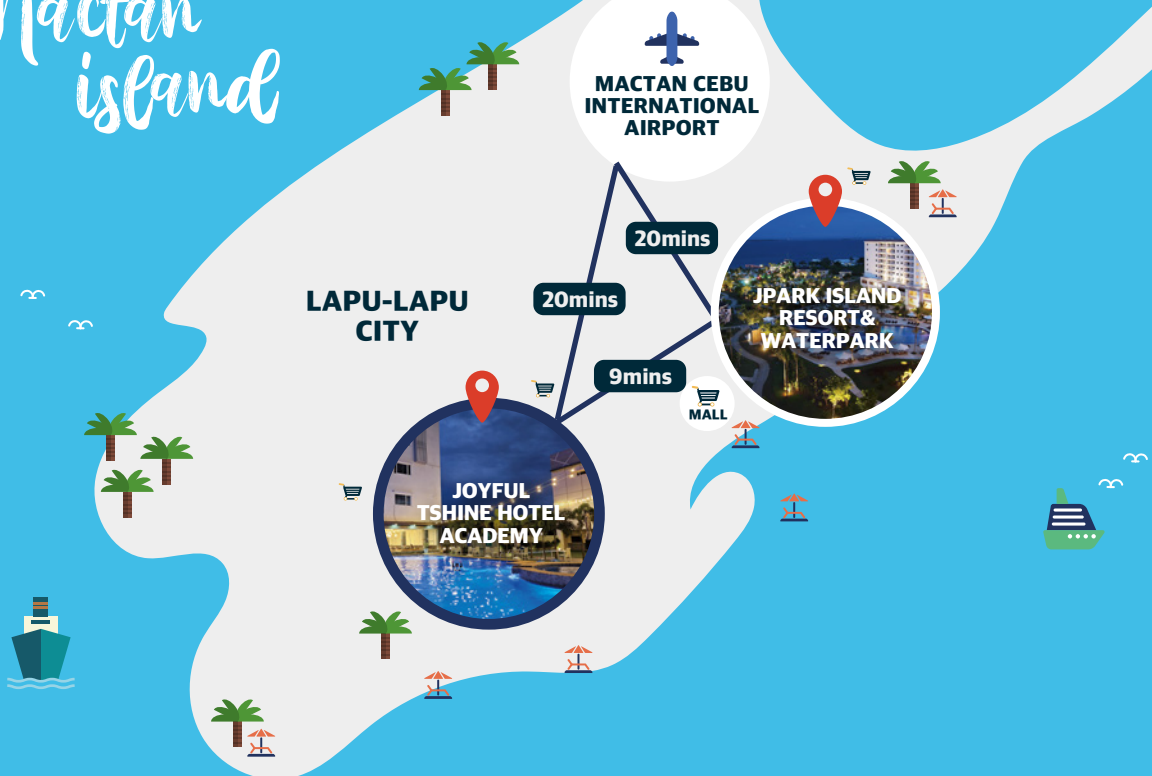 Mactan
island
MACTAN CEBU
INTERNATIONAL
AIRPORT
20mins
20mins
LAPU-LAPU
CITY
JPARK ISLAND
RESORT&
WATERPARK
9mins
MALL
JOYFUL
TSHINE HOTEL
ACADEMY